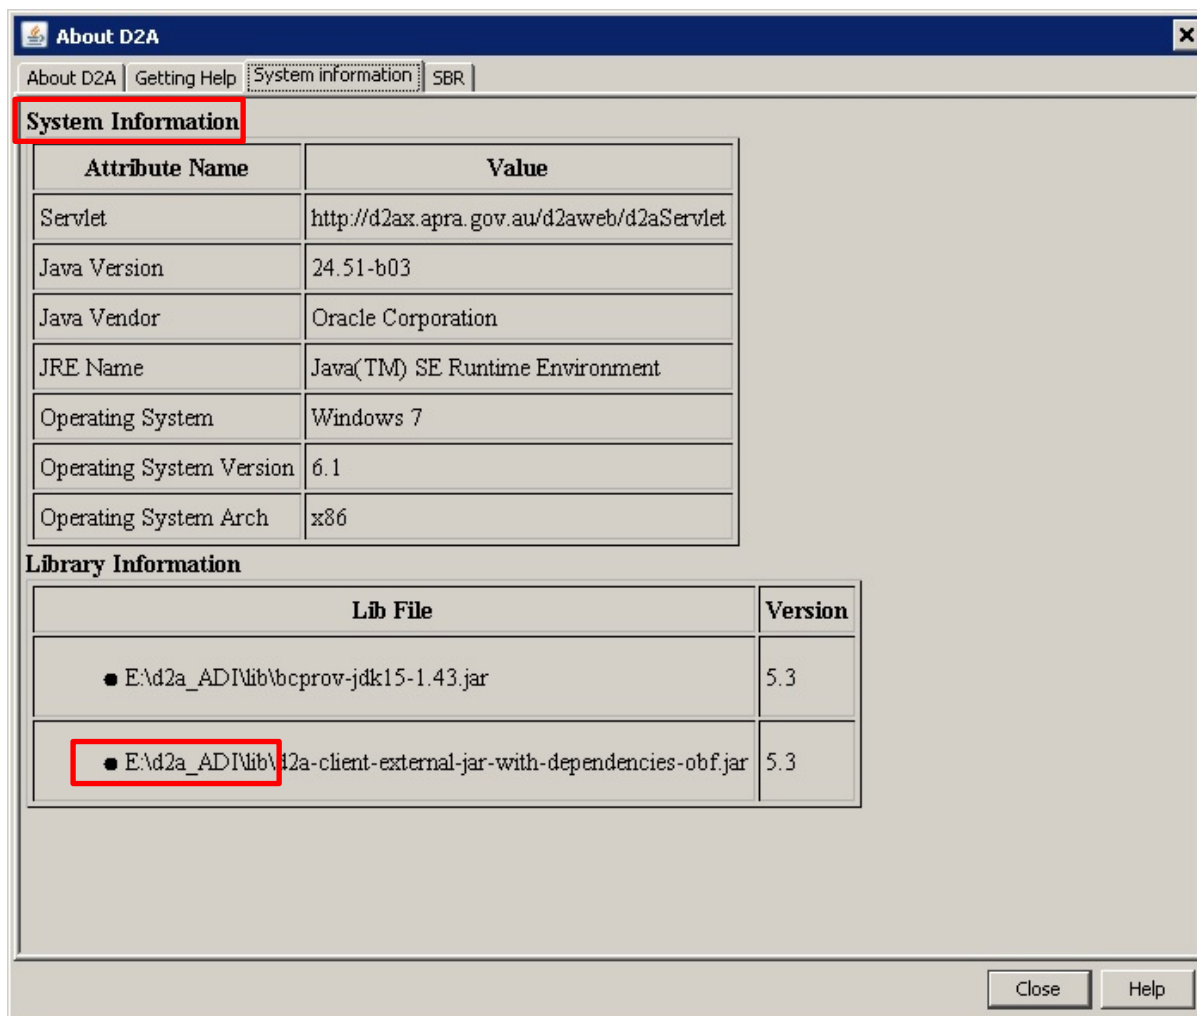 About D2A
About D2A Getting Help System information SBR
System Information
Attribute Name Value
Servlet http://d2ax.apra.gov.au/d2aweb/d2aServlet
Java Version 24.51-b03
Java Vendor Oracle Corporation
JRE Name Java(TM) SE Runtime Environment
Operating System Windows 7
Operating System Version 6.1
Operating System Arch x86
Library Information
Lib File Version
● E:\d2a_ADI\lib\bcprov-jdk15-1.43.jar 5.3
● E:\d2a_ADI\lib\d2a-client-external-jar-with-dependencies-obf.jar 5.3
Close Help